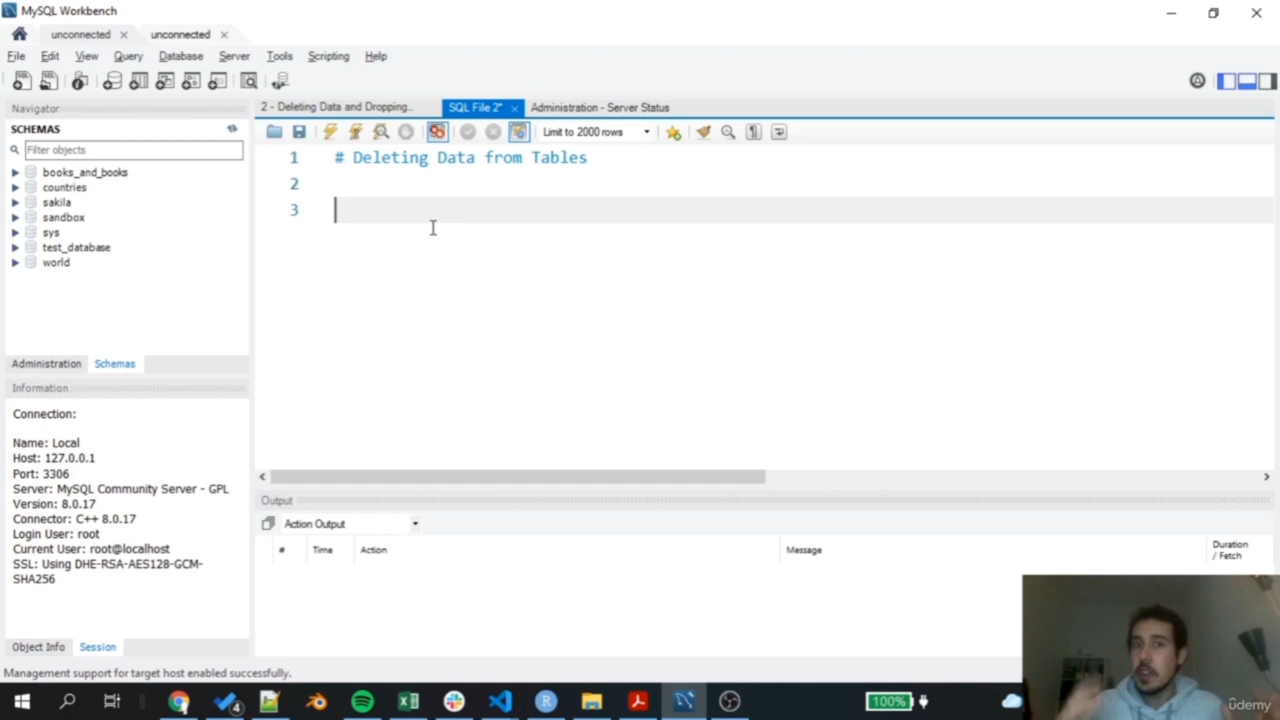 MySQL Workbench
unconnected
unconnected
File Edit View Query Database Server Tools Scripting Help
Navigator
SCHEMAS
Filter objects
books_and_books
countries
sakila
sandbox
sys
test_database
world
Administration Schemas
Information
Connection:
Name: Local
Host: 127.0.0.1
Port: 3306
Server: MySQL Community Server - GPL
Version: 8.0.17
Connector: C++ 8.0.17
Login User: root
Current User: root@localhost
SSL: Using DHE-RSA-AES128-GCM-
SHA256
Object Info Session
2 - Deleting Data and Dropping... SQL File 2* Administration - Server Status
Limit to 2000 rows
1 # Deleting Data from Tables
2
3
Output
Action Output
# Time Action Message Duration
/ Fetch
Management support for target host enabled successfully.
4
100%
ûdemy